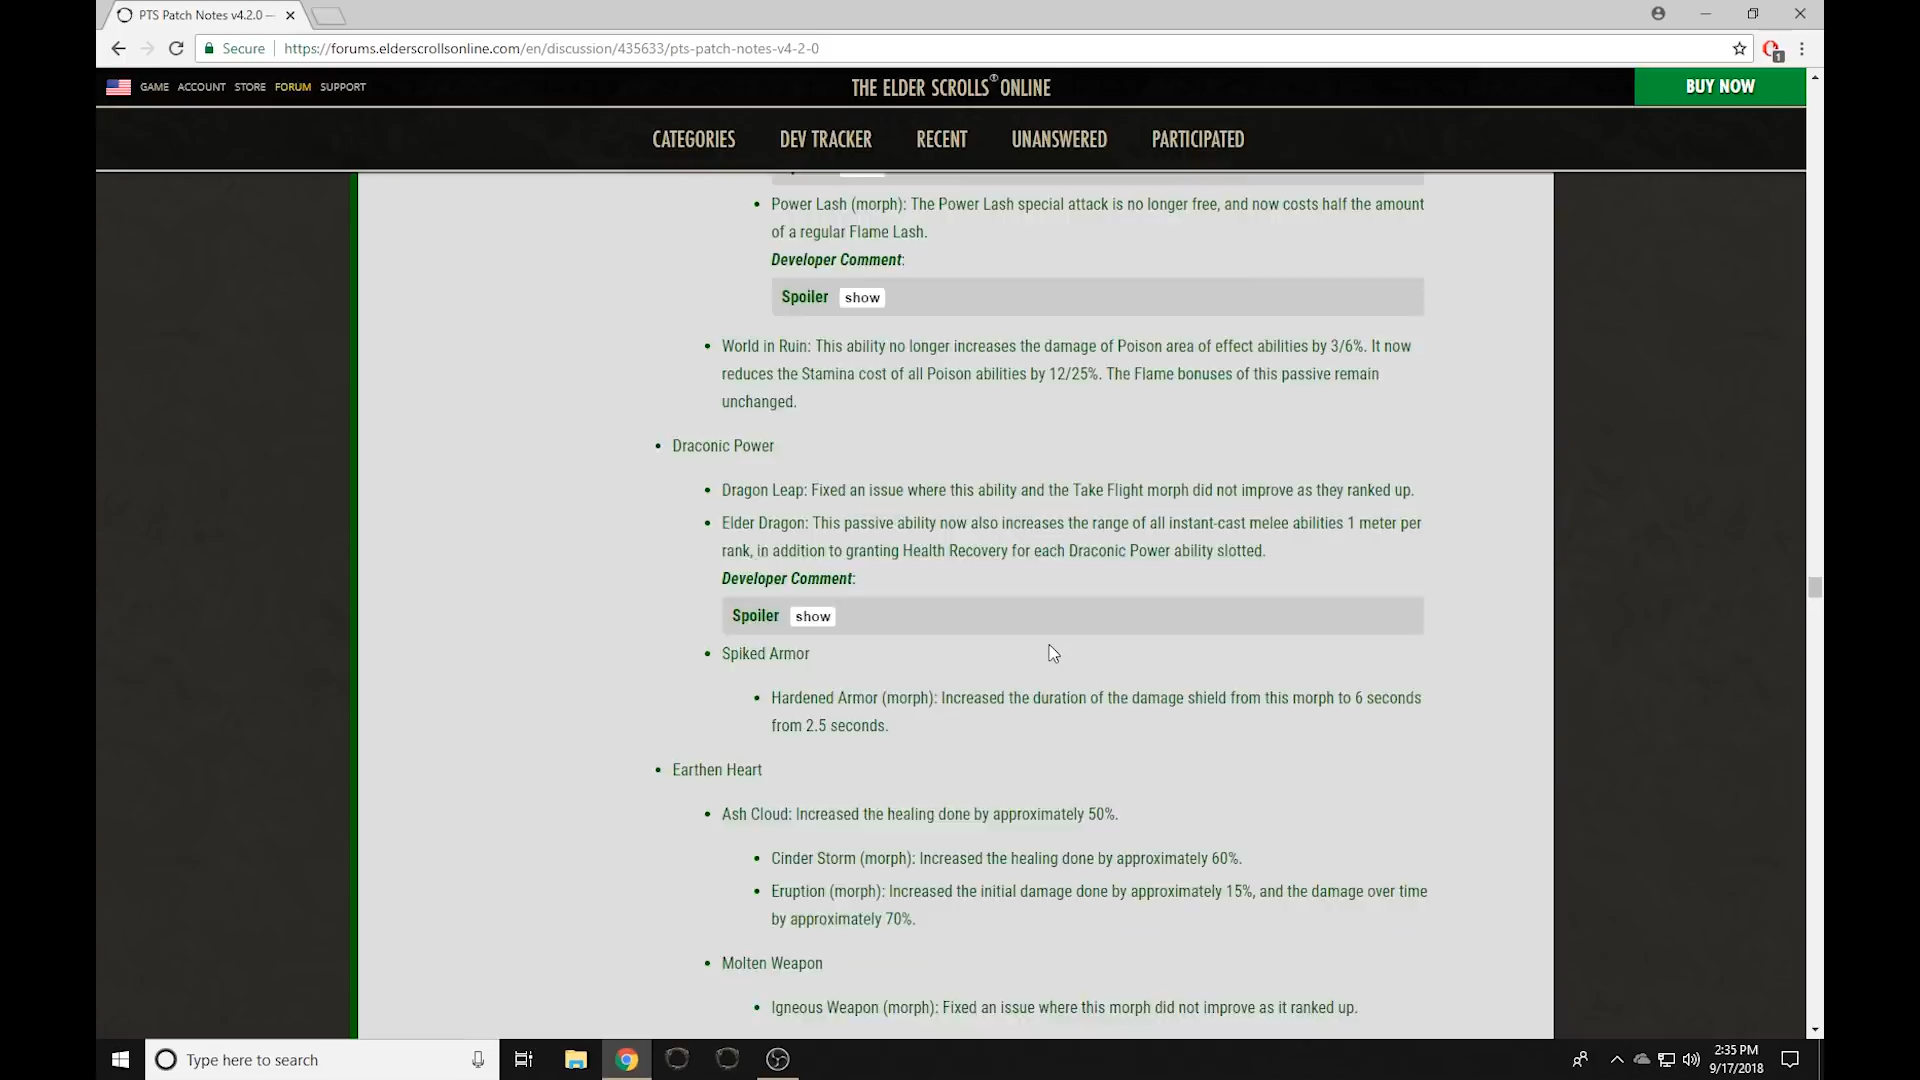 PTS Patch Notes v4.2.0 —
Secure
https://forums.elderscrollsonline.com/en/discussion/435633/pts-patch-notes-v4-2-0
1
GAME ACCOUNT STORE FORUM SUPPORT
THE ELDER SCROLLS® ONLINE
BUY NOW
CATEGORIES DEV TRACKER RECENT UNANSWERED PARTICIPATED
• Power Lash (morph): The Power Lash special attack is no longer free, and now costs half the amount
of a regular Flame Lash.
Developer Comment:
Spoiler show
• World in Ruin: This ability no longer increases the damage of Poison area of effect abilities by 3/6%. It now
reduces the Stamina cost of all Poison abilities by 12/25%. The Flame bonuses of this passive remain
unchanged.
• Draconic Power
• Dragon Leap: Fixed an issue where this ability and the Take Flight morph did not improve as they ranked up.
• Elder Dragon: This passive ability now also increases the range of all instant-cast melee abilities 1 meter per
rank, in addition to granting Health Recovery for each Draconic Power ability slotted.
Developer Comment:
Spoiler show
• Spiked Armor
• Hardened Armor (morph): Increased the duration of the damage shield from this morph to 6 seconds
from 2.5 seconds.
• Earthen Heart
• Ash Cloud: Increased the healing done by approximately 50%.
• Cinder Storm (morph): Increased the healing done by approximately 60%.
• Eruption (morph): Increased the initial damage done by approximately 15%, and the damage over time
by approximately 70%.
• Molten Weapon
• Igneous Weapon (morph): Fixed an issue where this morph did not improve as it ranked up.
Type here to search
2:35 PM
9/17/2018